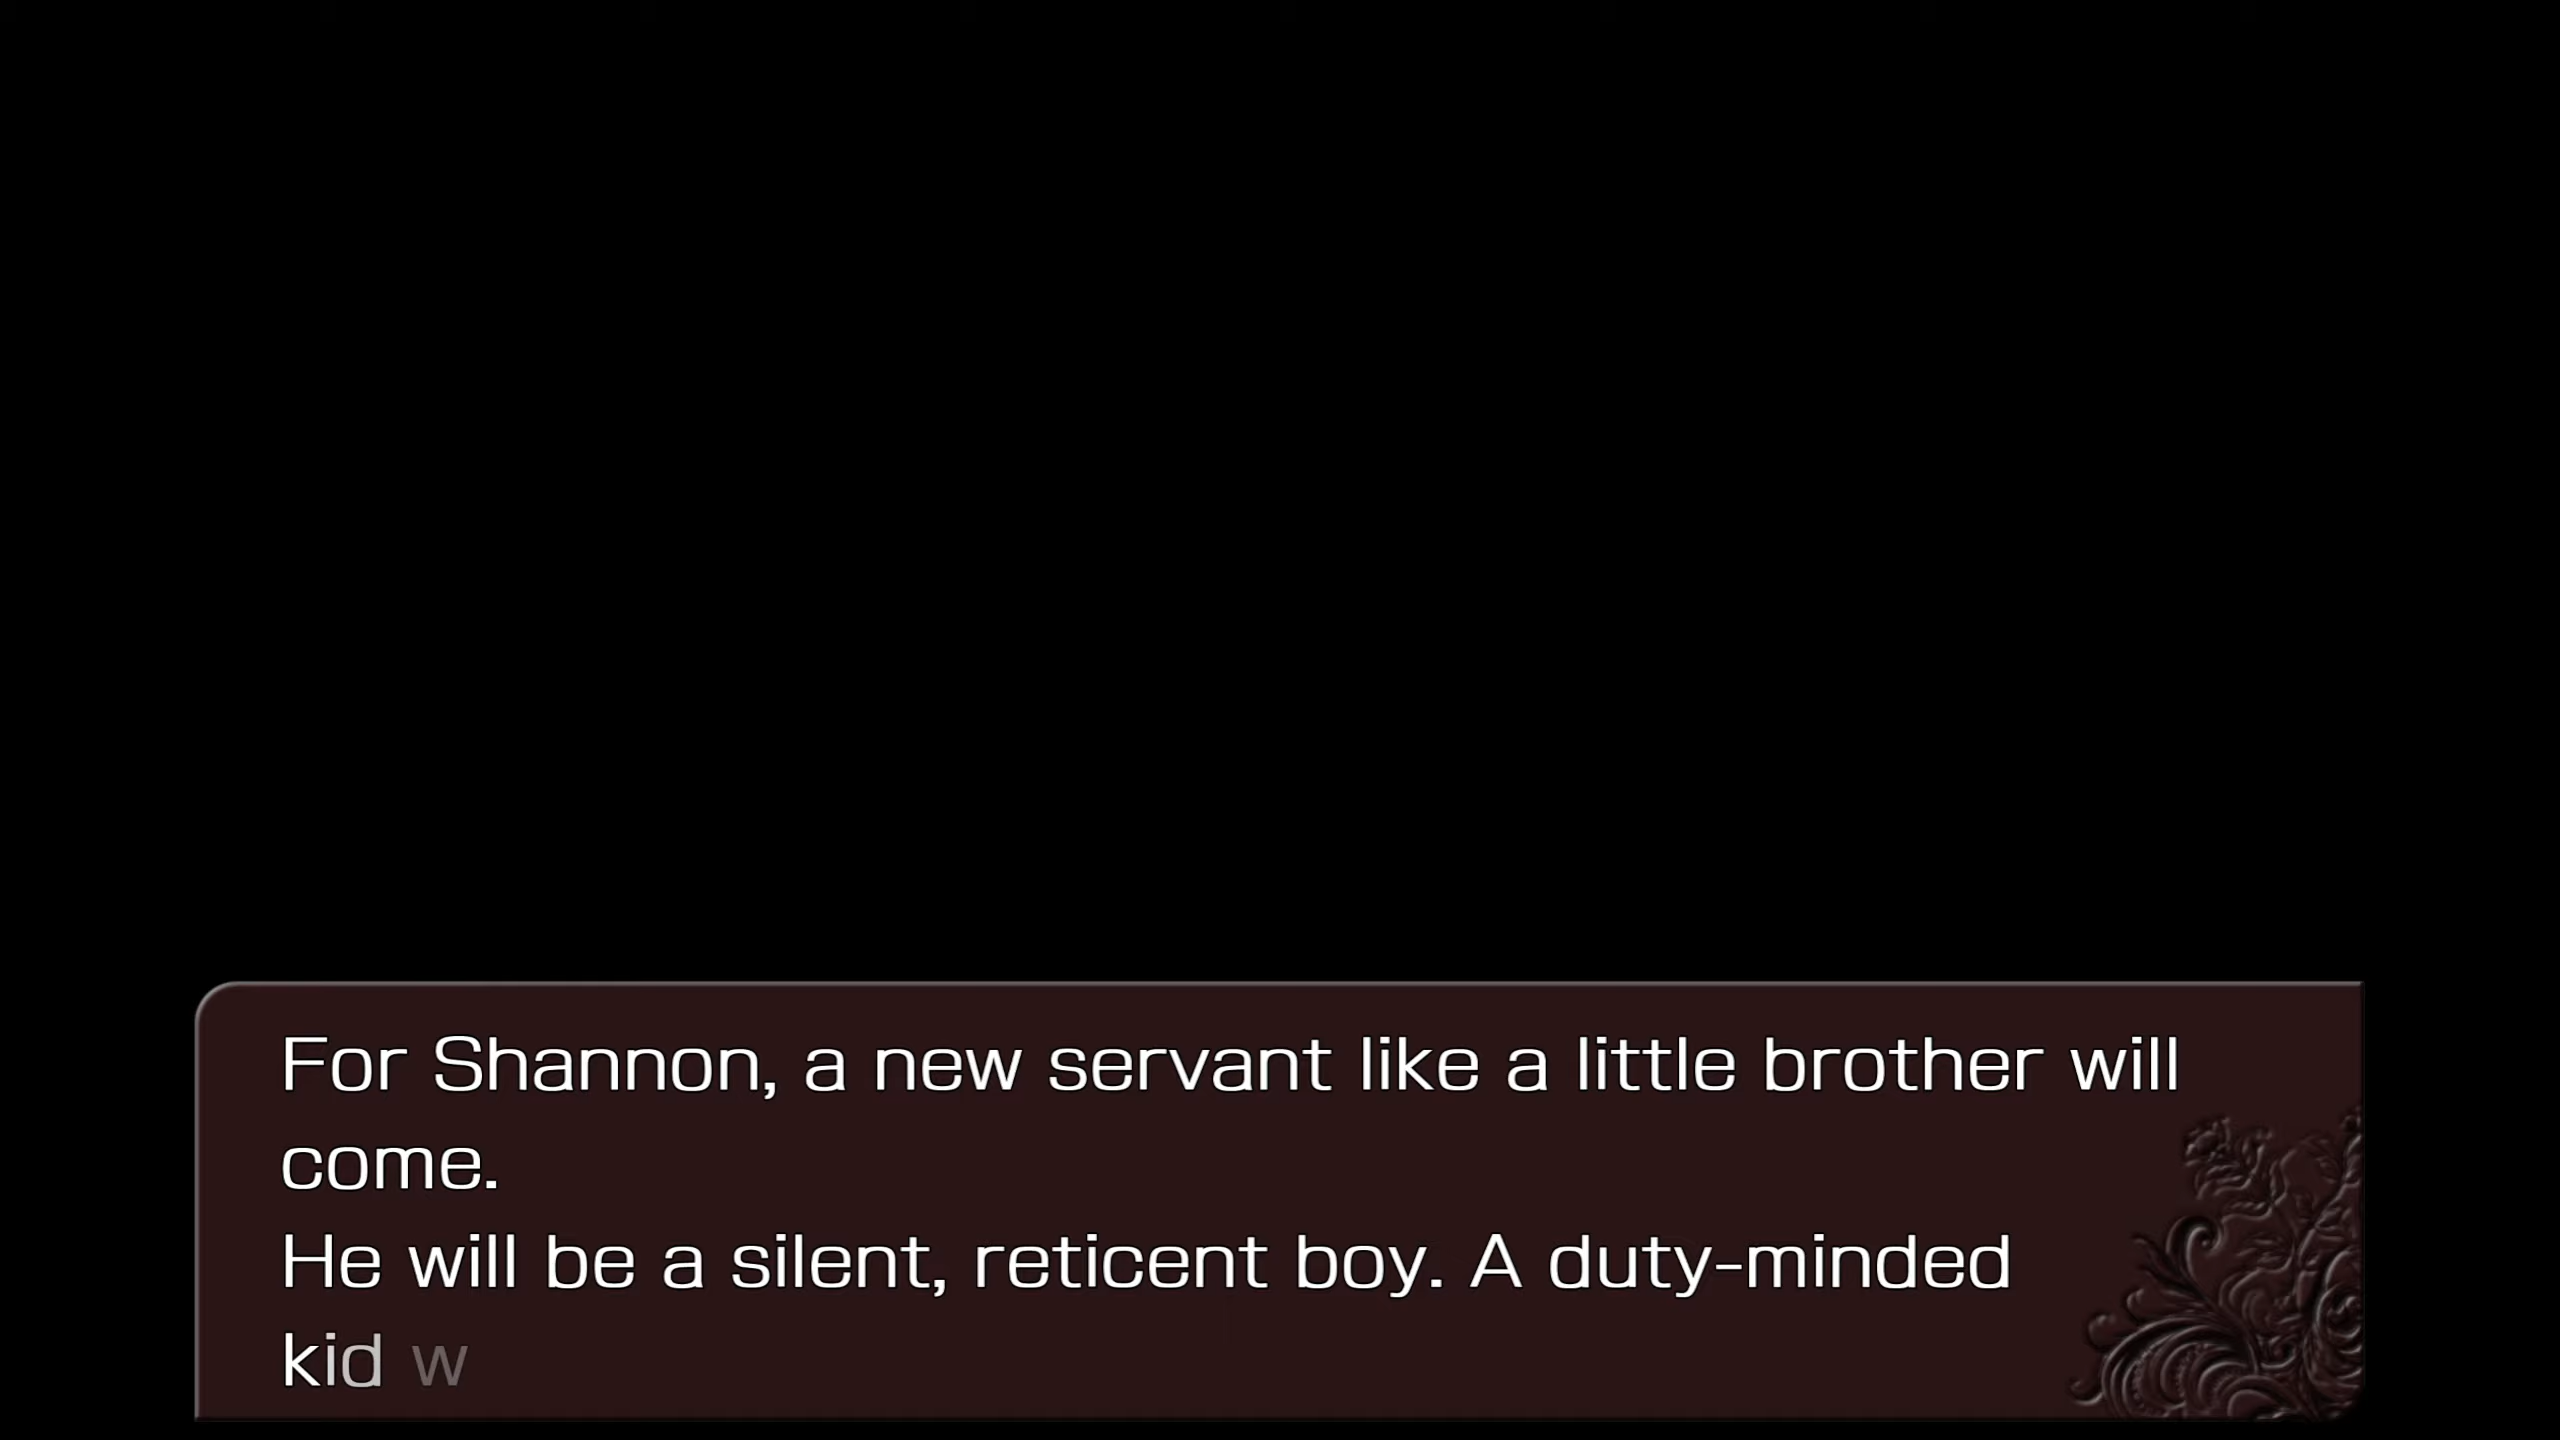 For Shannon, a new servant like a little brother will
come.
He will be a silent, reticent boy. A duty-minded
kid w